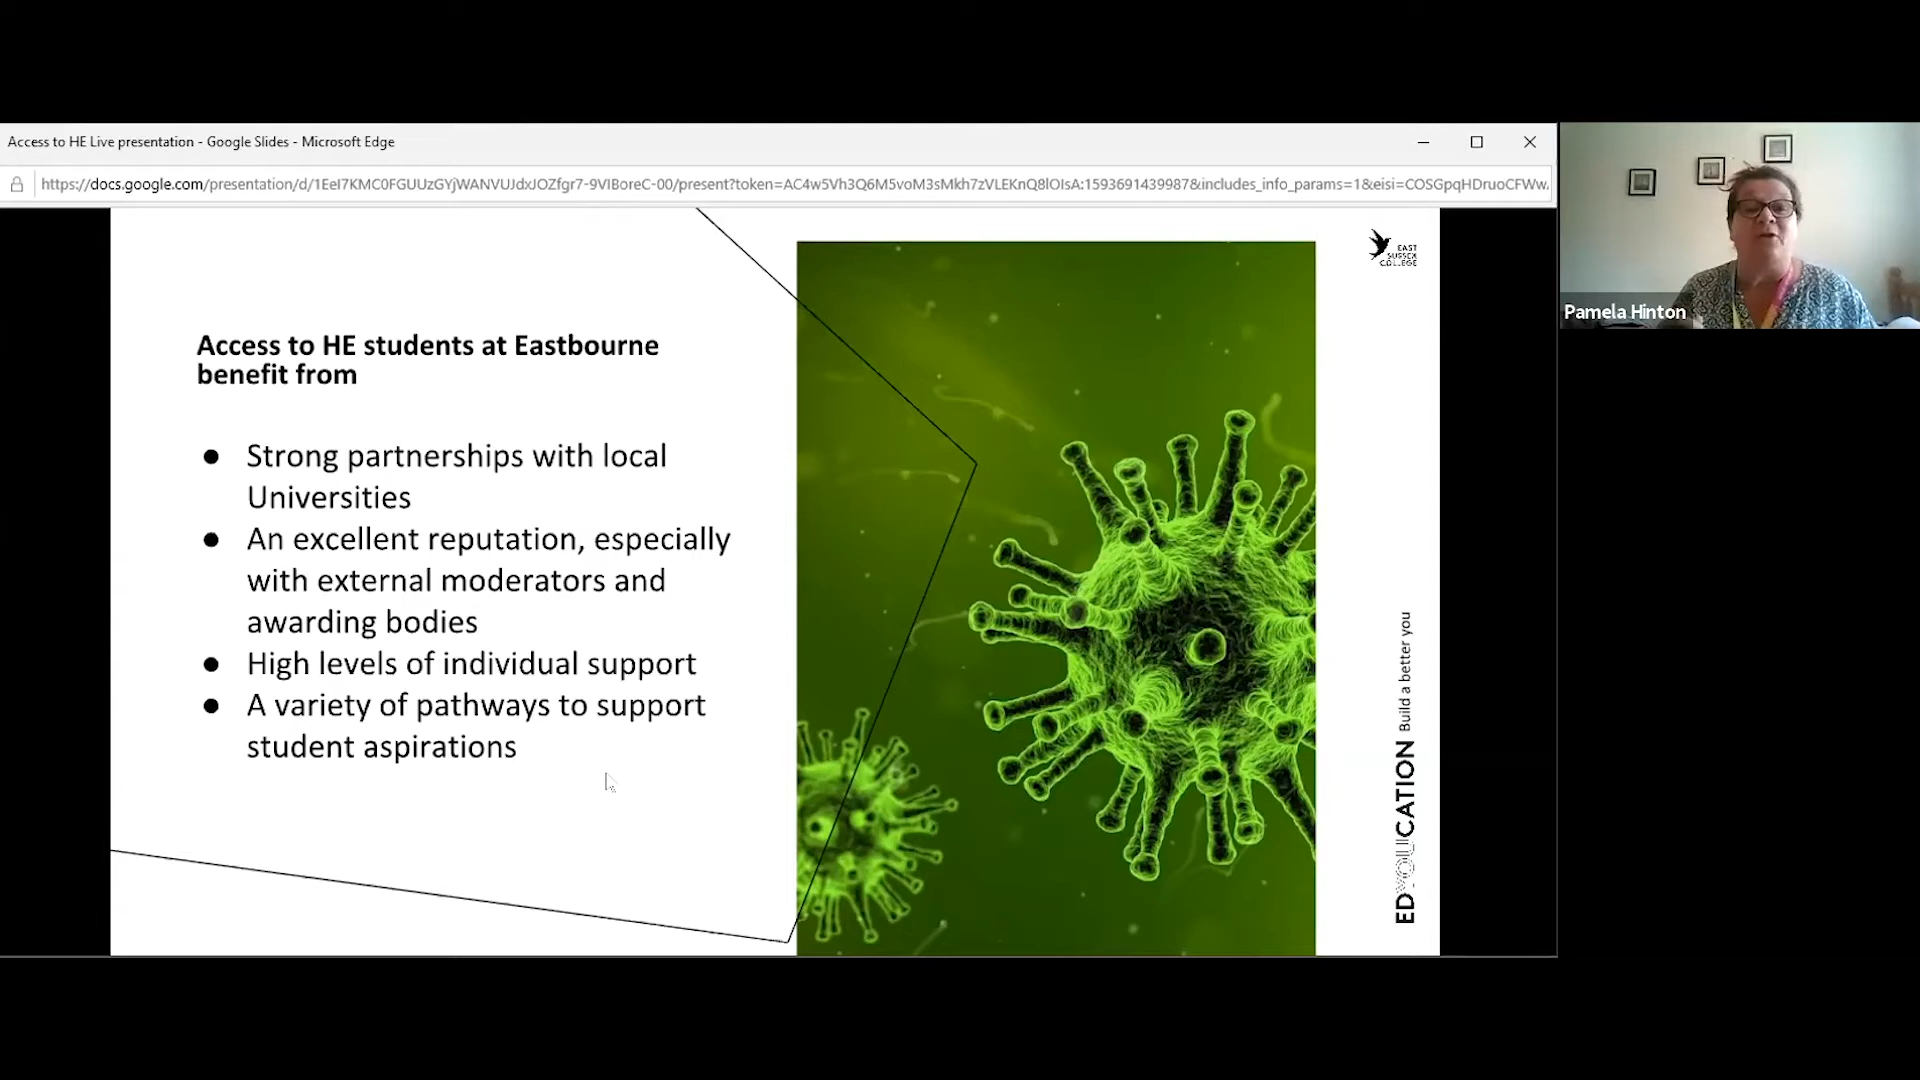 Access to HE Live presentation - Google Slides - Microsoft Edge
https://docs.google.com/presentation/d/1EeI7KMC0FGUUzGYjWANVUJdxJOZfgr7-9VIBoreC-00/present?token=AC4w5Vh3Q6M5voM3sMkh7zVLEKnQ8lOIsA:1593691439987&includes_info_params=1&eisi=COSGpqHDruoCFWw
Pamela Hinton
EAST
SUSSEX
COLLEGE
Access to HE students at Eastbourne
benefit from
● Strong partnerships with local
Universities
● An excellent reputation, especially
with external moderators and
awarding bodies
● High levels of individual support
● A variety of pathways to support
student aspirations
EDYOUCATION Build a better you